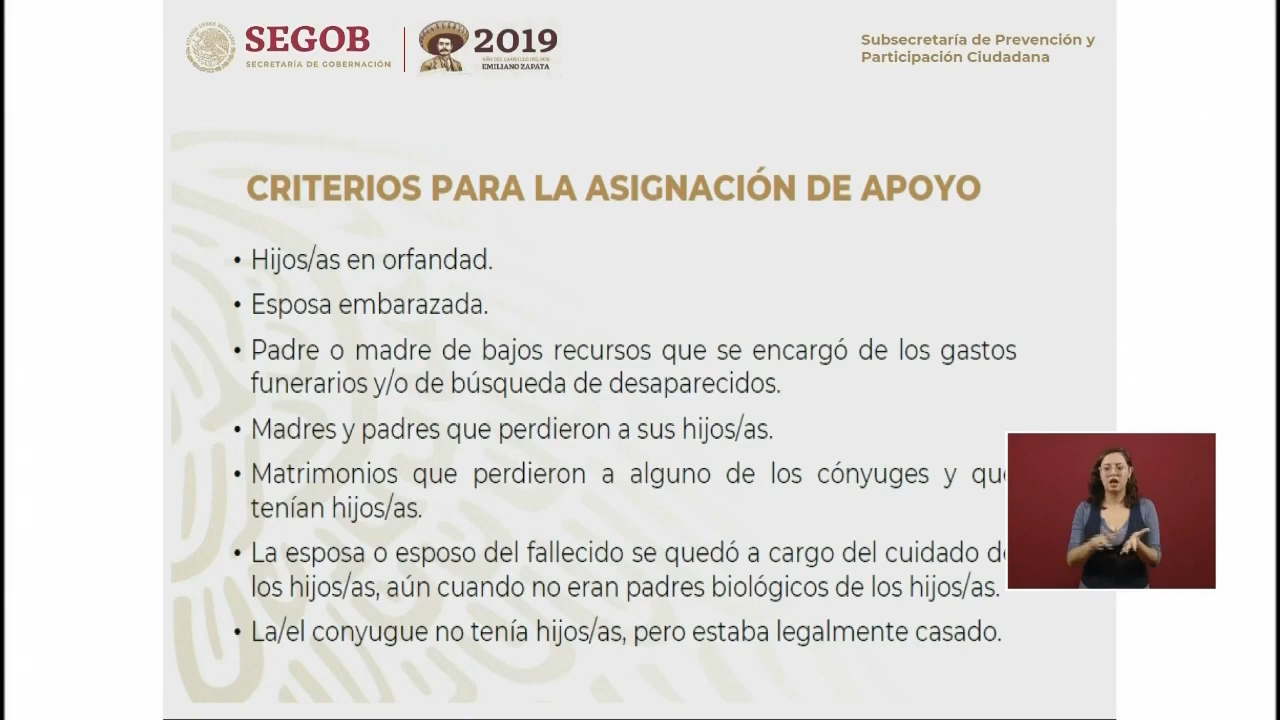 SEGOB
SECRETARÍA DE GOBERNACIÓN
2019
EMILIANO ZAPATA
Subsecretaría de Prevención y
Participación Ciudadana
CRITERIOS PARA LA ASIGNACIÓN DE APOYO
• Hijos/as en orfandad.
• Esposa embarazada.
• Padre o madre de bajos recursos que se encargó de los gastos
funerarios y/o de búsqueda de desaparecidos.
• Madres y padres que perdieron a sus hijos/as.
• Matrimonios que perdieron a alguno de los cónyuges y que
tenían hijos/as.
• La esposa o esposo del fallecido se quedó a cargo del cuidado de
los hijos/as, aún cuando no eran padres biológicos de los hijos/as.
• La/el conyugue no tenía hijos/as, pero estaba legalmente casado.